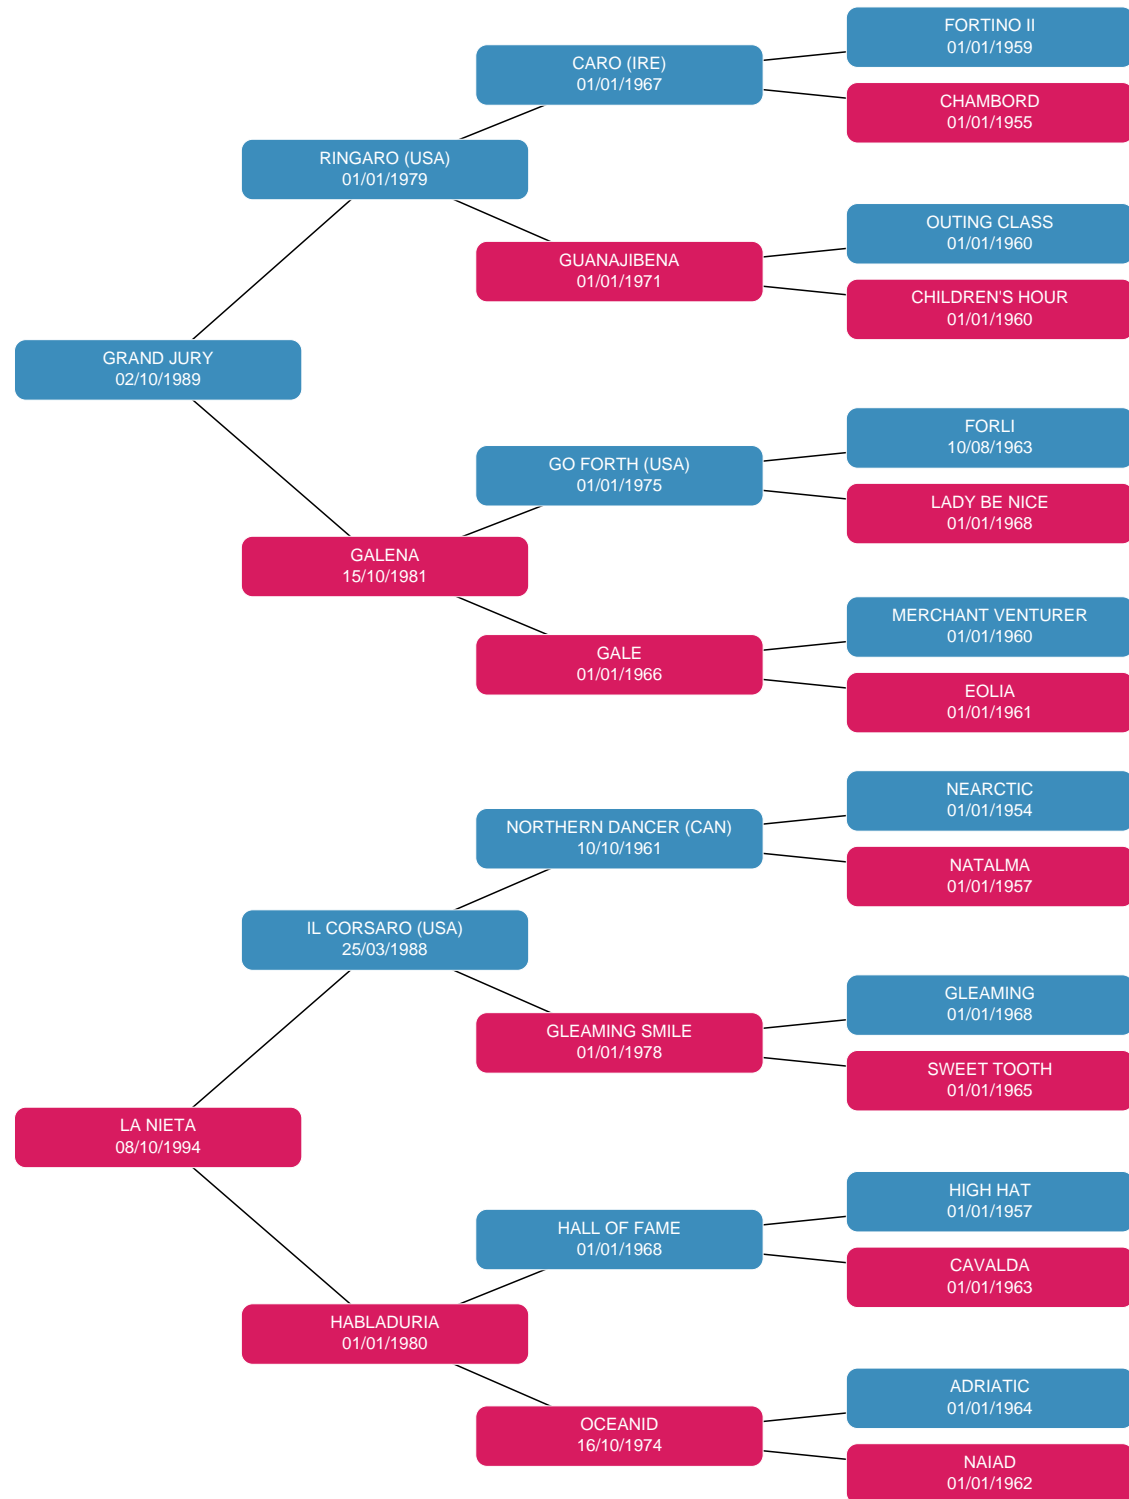 FORTINO II
01/01/1959
CARO (IRE)
01/01/1967
CHAMBORD
01/01/1955
RINGARO (USA)
01/01/1979
OUTING CLASS
01/01/1960
GUANAJIBENA
01/01/1971
CHILDREN'S HOUR
01/01/1960
GRAND JURY
02/10/1989
FORLI
10/08/1963
GO FORTH (USA)
01/01/1975
LADY BE NICE
01/01/1968
GALENA
15/10/1981
MERCHANT VENTURER
01/01/1960
GALE
01/01/1966
EOLIA
01/01/1961
NEARCTIC
01/01/1954
NORTHERN DANCER (CAN)
10/10/1961
NATALMA
01/01/1957
IL CORSARO (USA)
25/03/1988
GLEAMING
01/01/1968
GLEAMING SMILE
01/01/1978
SWEET TOOTH
01/01/1965
LA NIETA
08/10/1994
HIGH HAT
01/01/1957
HALL OF FAME
01/01/1968
CAVALDA
01/01/1963
HABLADURIA
01/01/1980
ADRIATIC
01/01/1964
OCEANID
16/10/1974
NAIAD
01/01/1962